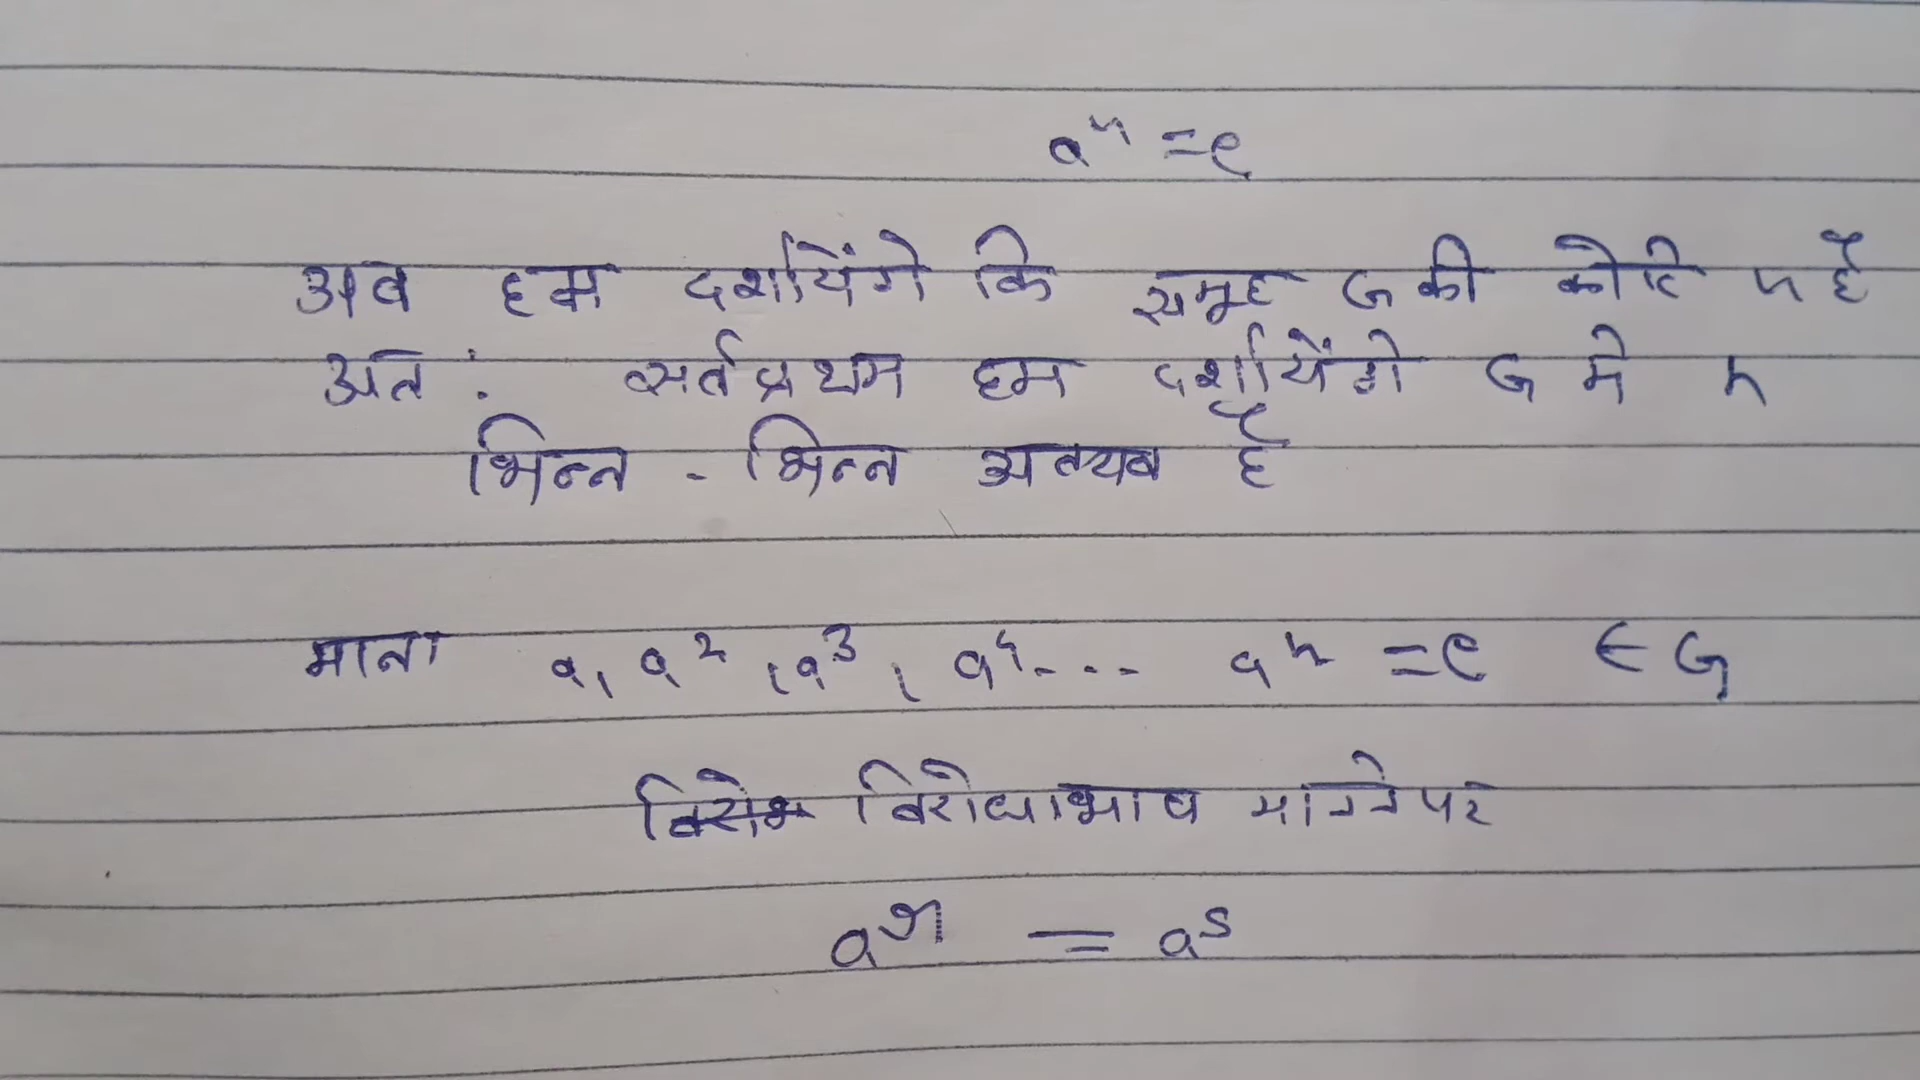 aⁿ = e
अब हम दर्शायेंगे कि समूह G की कोटि n है
अत: सर्वप्रथम हम दर्शायेंगे G मे n
भिन्न - भिन्न अवयव है
माना a, a², a³, a⁴ - - - aⁿ = e ∈ G
विरोधाभाष मानने पर
aʳ = aˢ